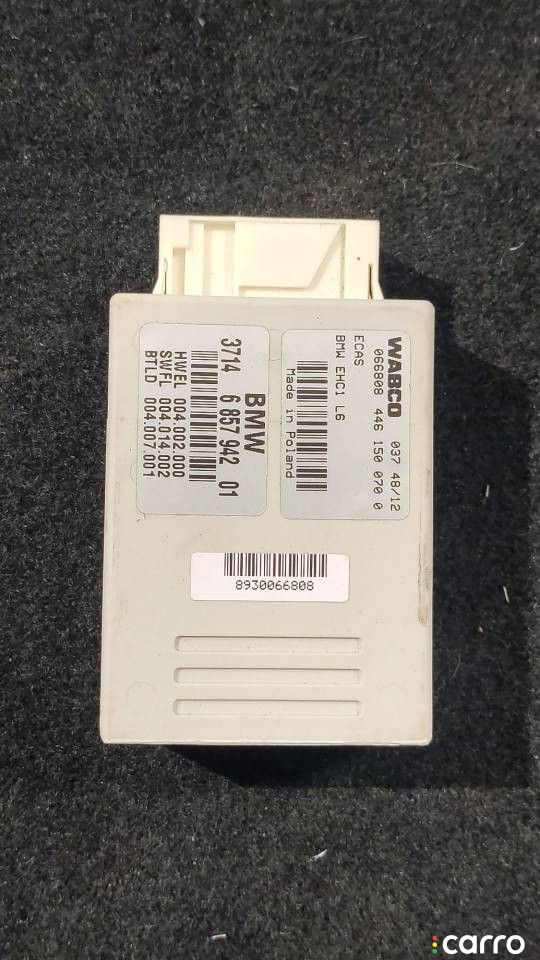 WABCO 037 48/12
066808 446 150 070 0
ECAS
BMW EHC1 L6
Made in Poland
BMW
3714 6 857 942 01
HWEL 004.002.000
SWFL 004.014.002
BTLD 004.007.001
8930066808
carro